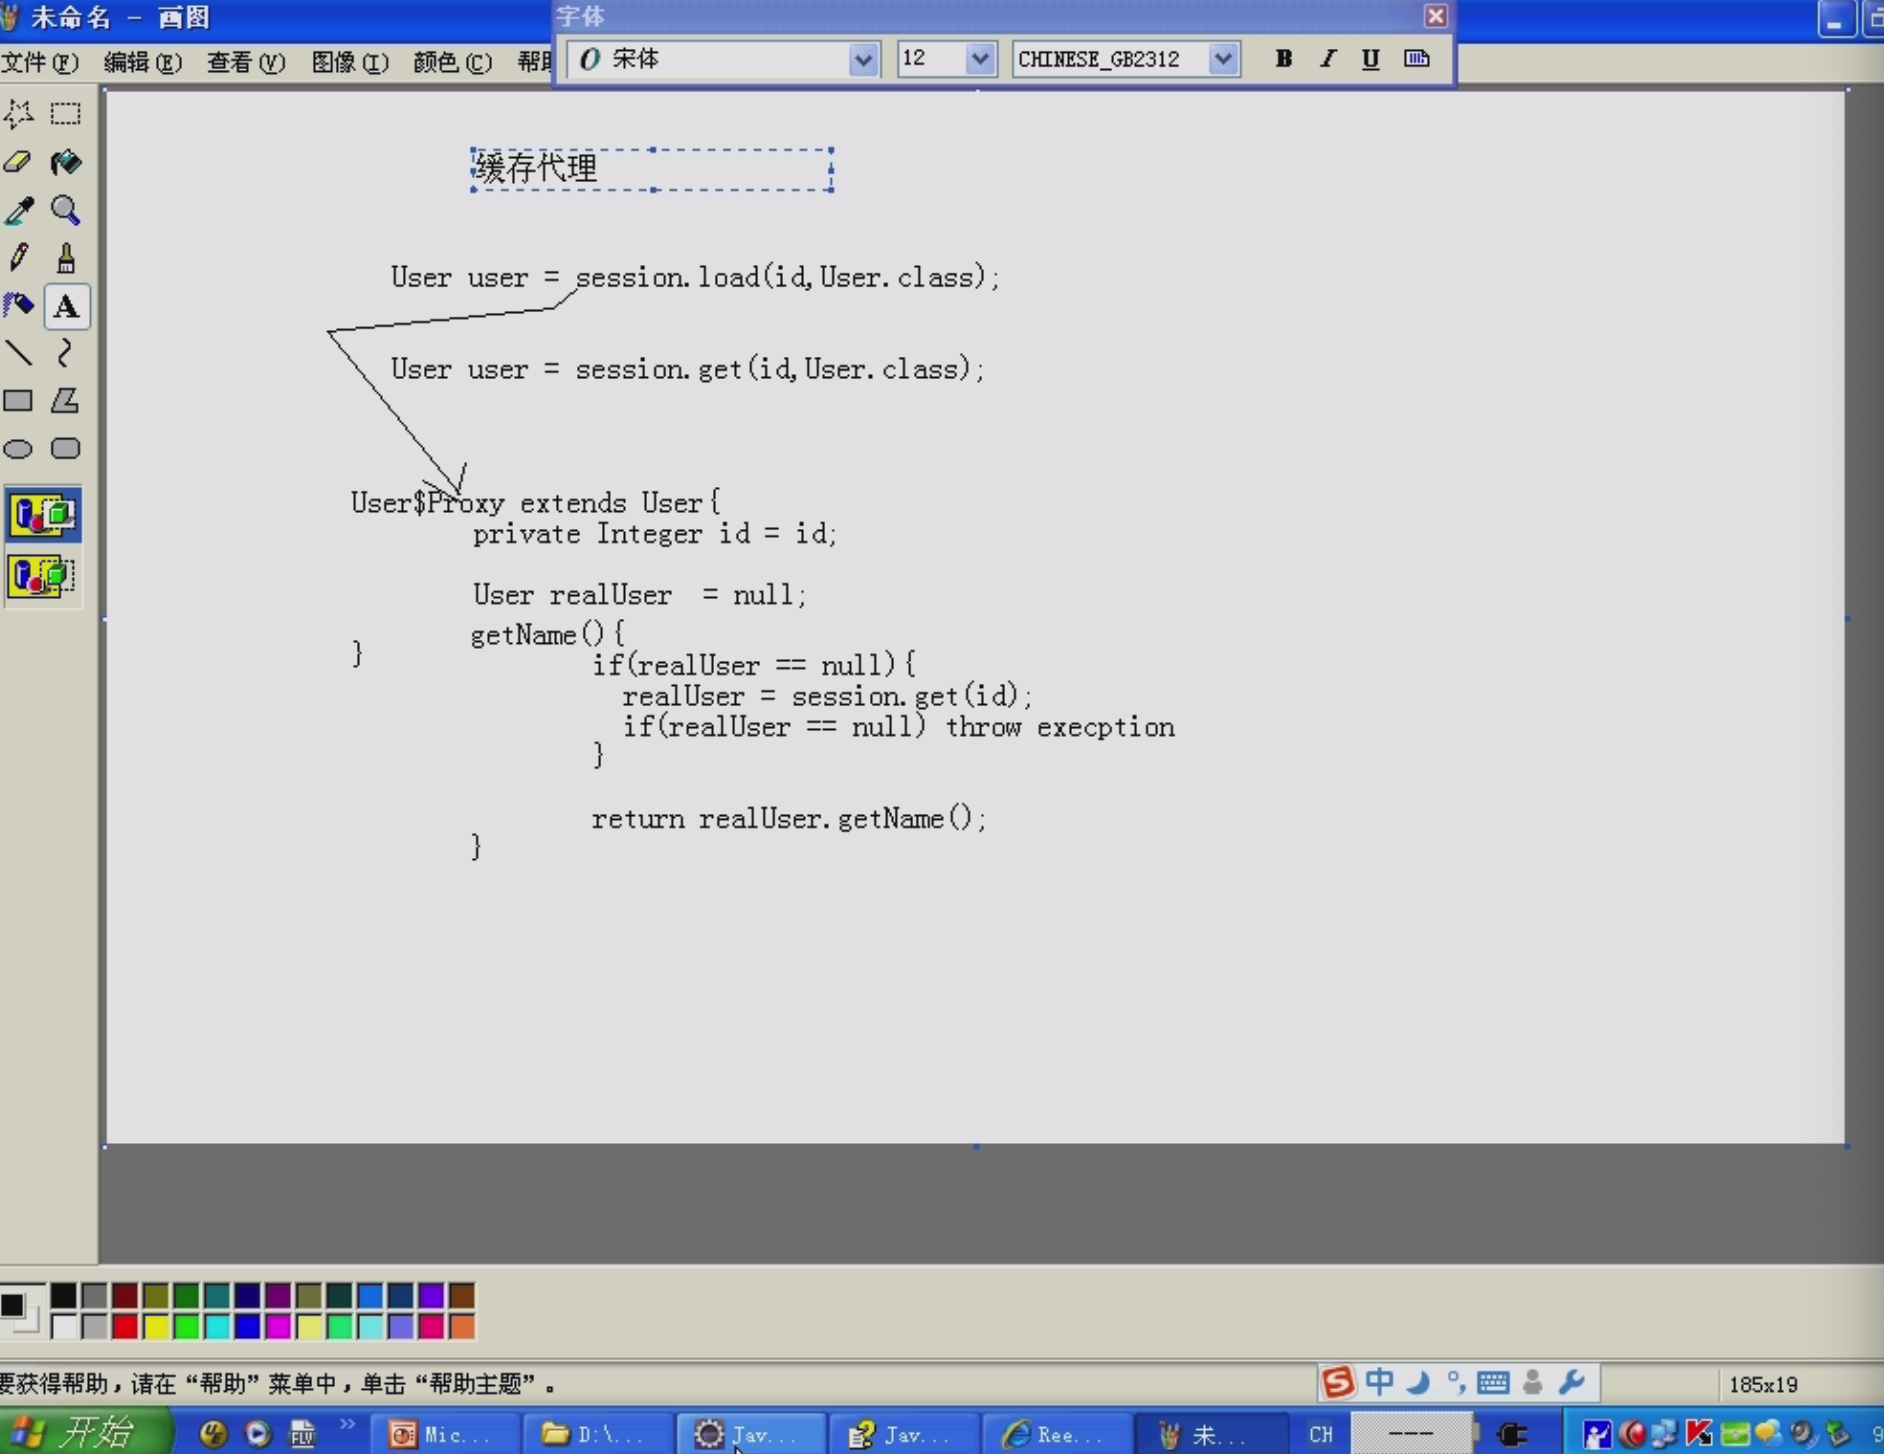 未命名 - 画图
字体
文件(F) 编辑(E) 查看(V) 图像(I) 颜色(C)
宋体 12 CHINESE_GB2312 B I U
缓存代理
User user = session.load(id,User.class);
User user = session.get(id,User.class);
User$Proxy extends User{
private Integer id = id;
User realUser  = null;
getName(){
}
if(realUser == null){
realUser = session.get(id);
if(realUser == null) throw execption
}
return realUser.getName();
}
要获得帮助，请在“帮助”菜单中，单击“帮助主题”。
中
185x19
开始 FLV Mic... D:\... Jav... Jav... Ree... 未... CH